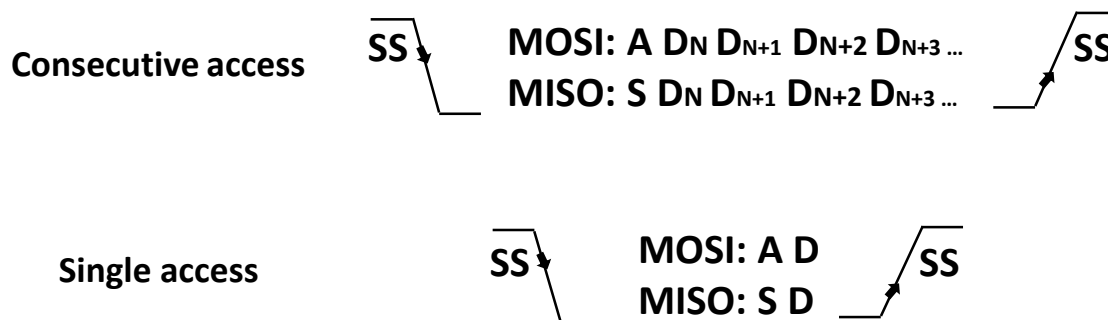 Consecutive access
SS
MOSI: A DN DN+1 DN+2 DN+3 ...
MISO: S DN DN+1 DN+2 DN+3 ...
SS
Single access
SS
MOSI: A D
MISO: S D
SS